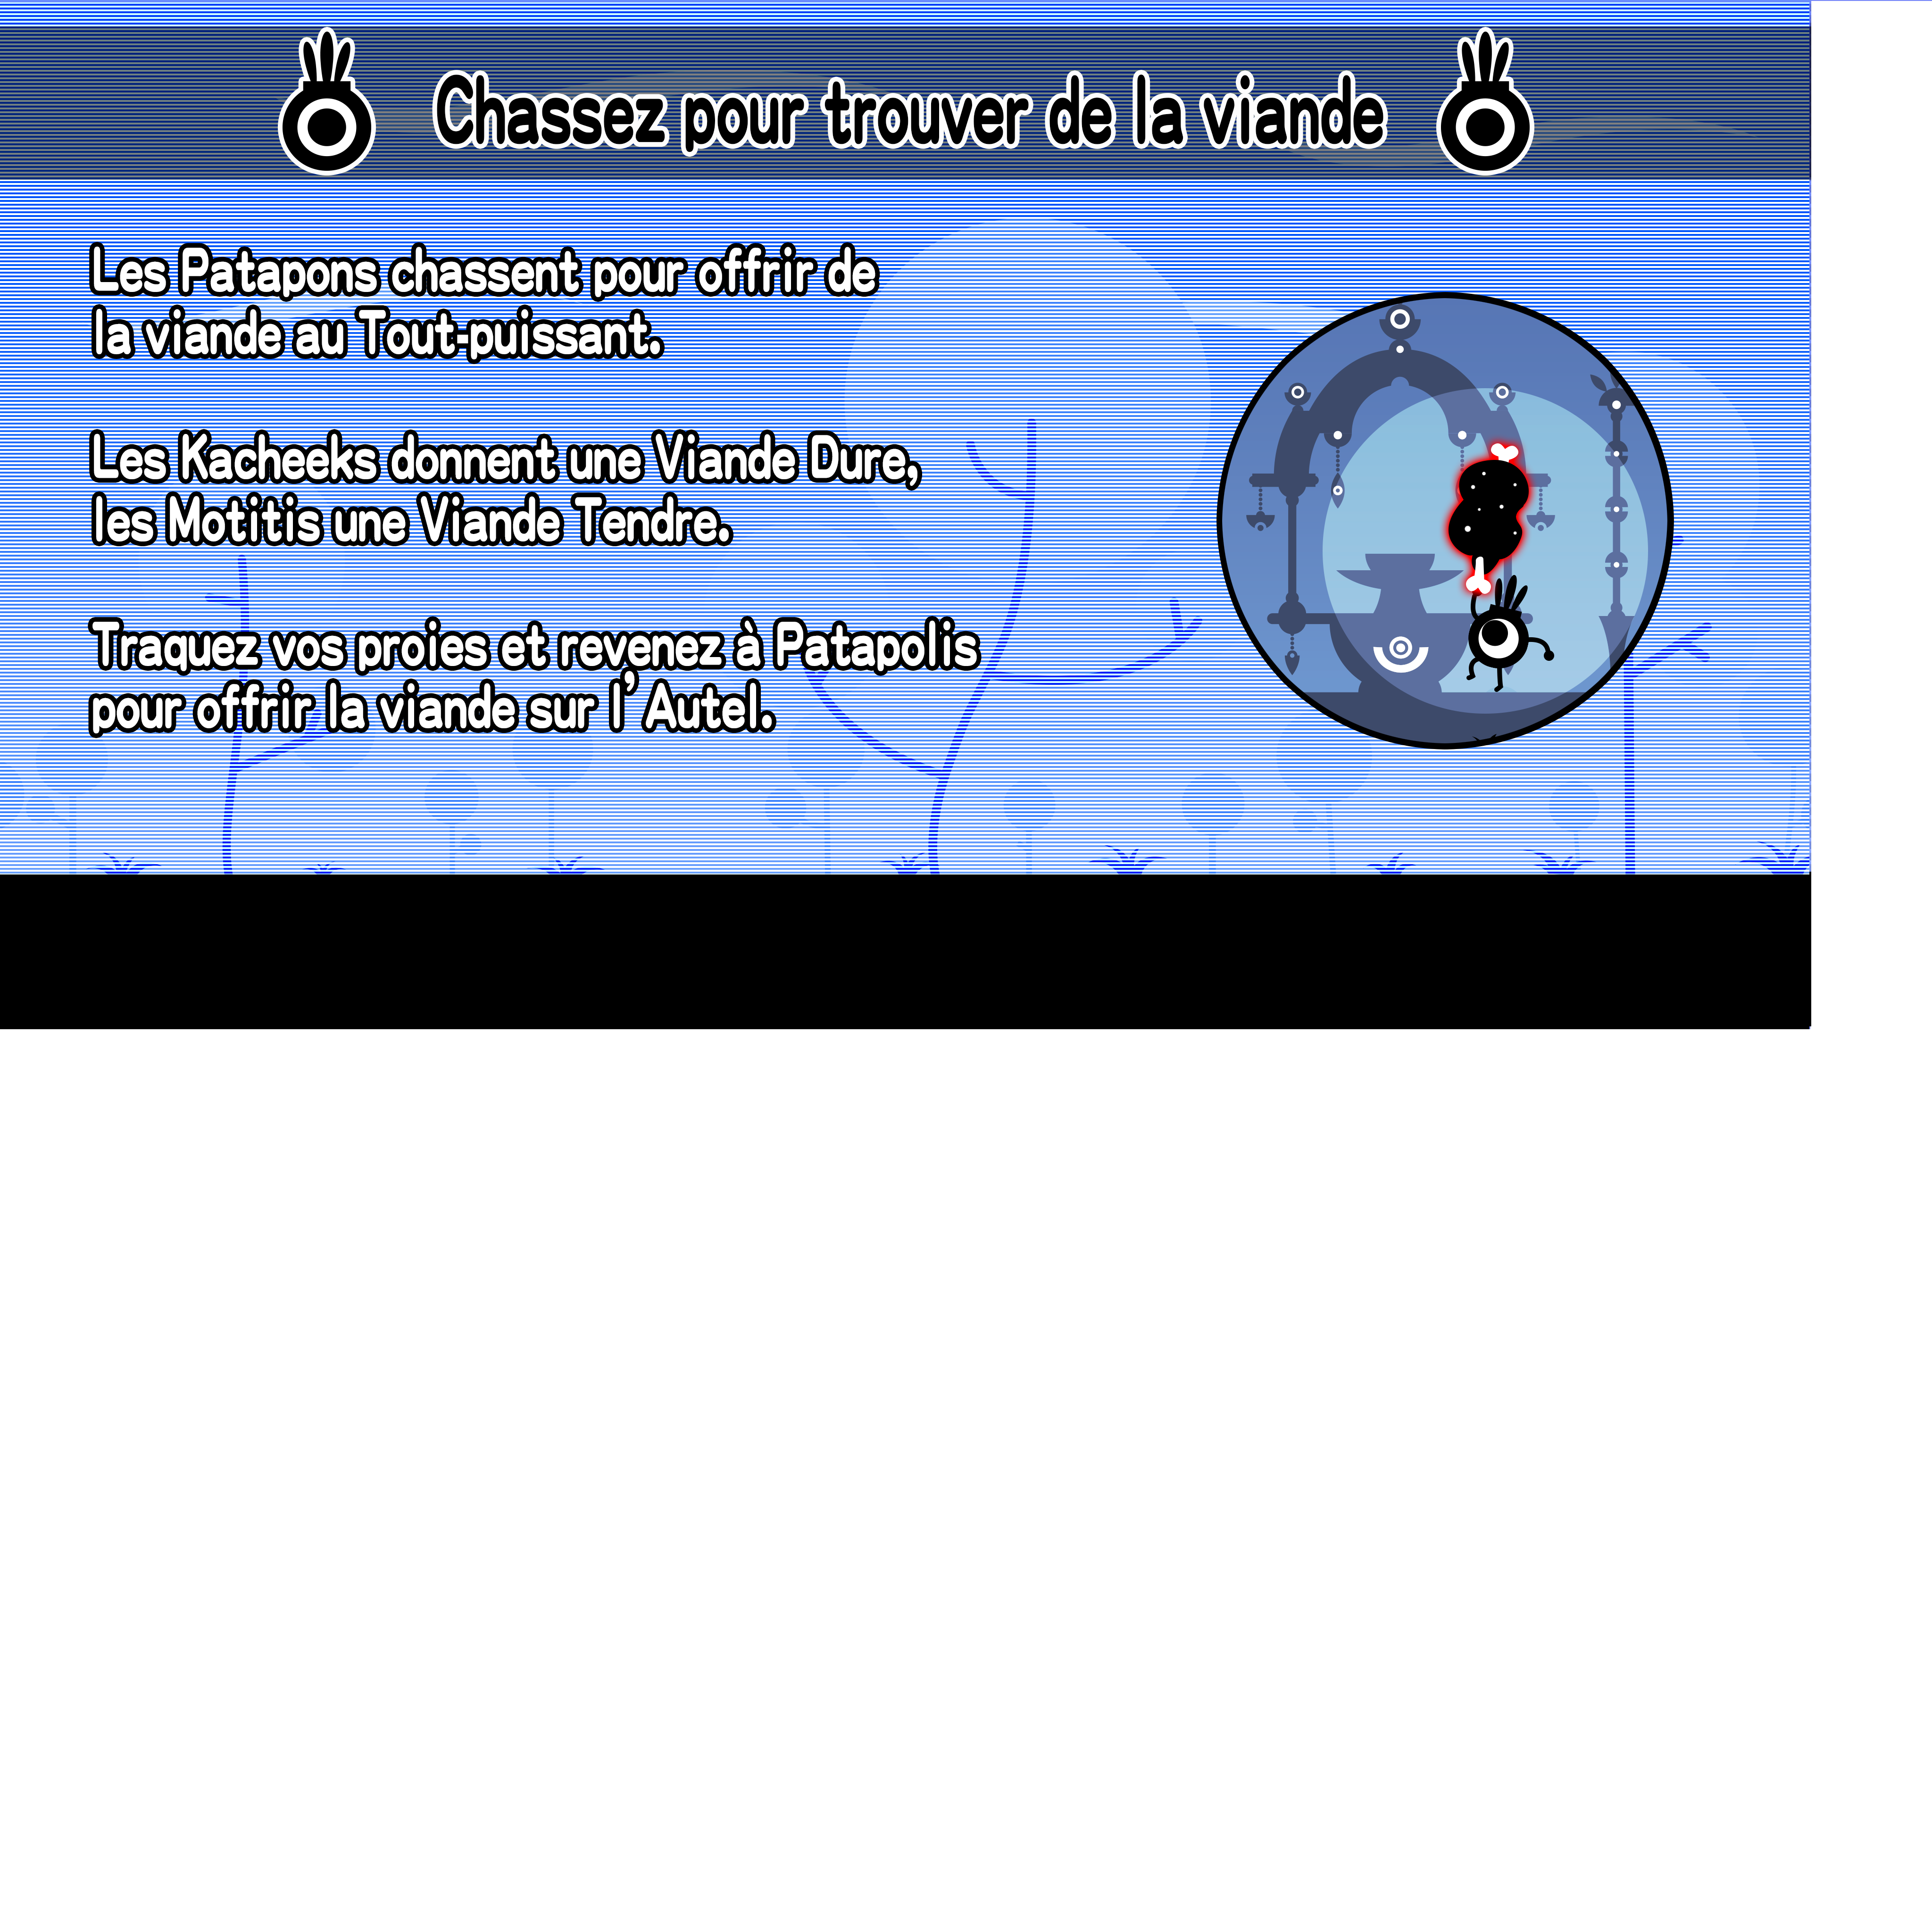 Chassez pour trouver de la viande
Les Patapons chassent pour offrir de
la viande au Tout-puissant.
Les Kacheeks donnent une Viande Dure,
les Motitis une Viande Tendre.
Traquez vos proies et revenez à Patapolis
pour offrir la viande sur l'Autel.